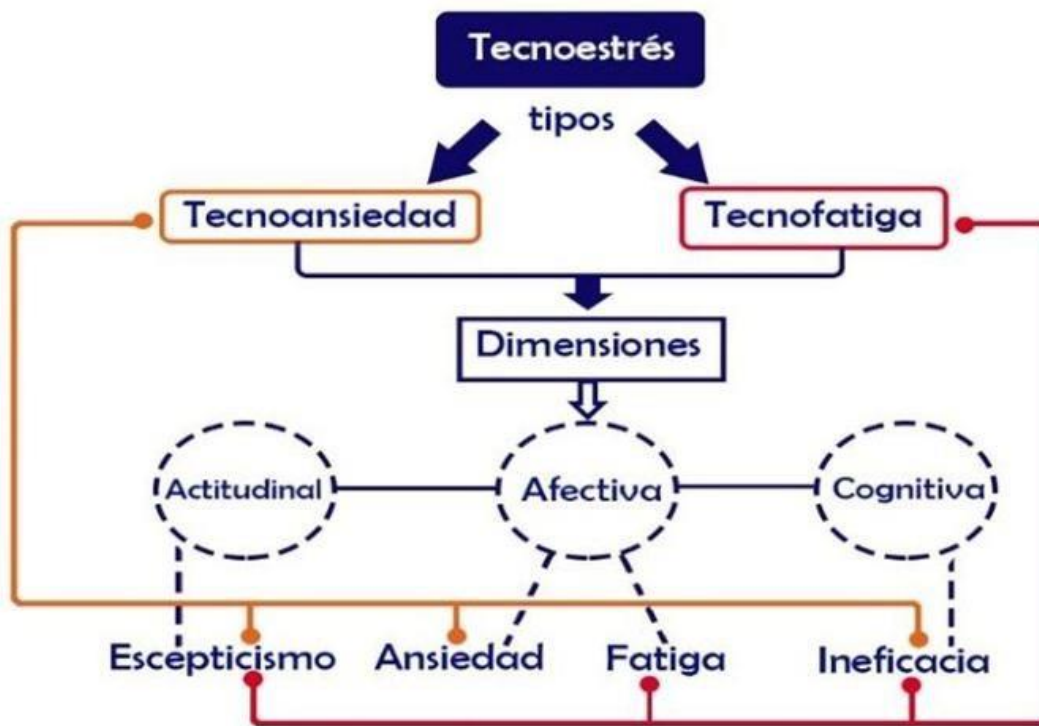 Tecnoestrés
tipos
Tecnoansiedad
Tecnofatiga
Dimensiones
Actitudinal
Afectiva
Cognitiva
Escepticismo
Ansiedad
Fatiga
Ineficacia